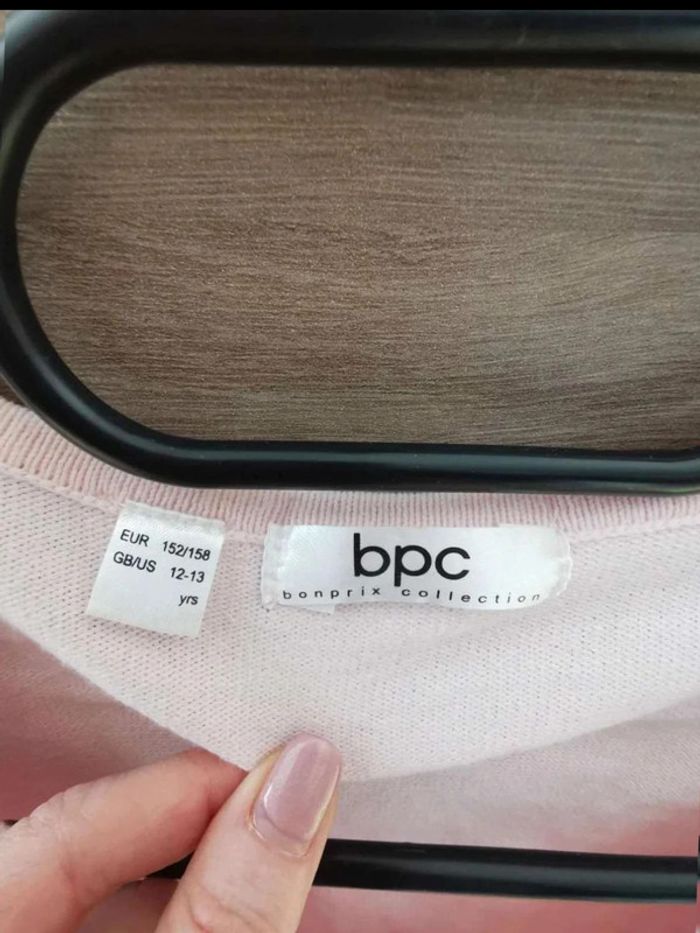 EUR 152/158
GB/US 12-13
yrs
bpc
bonprix collection